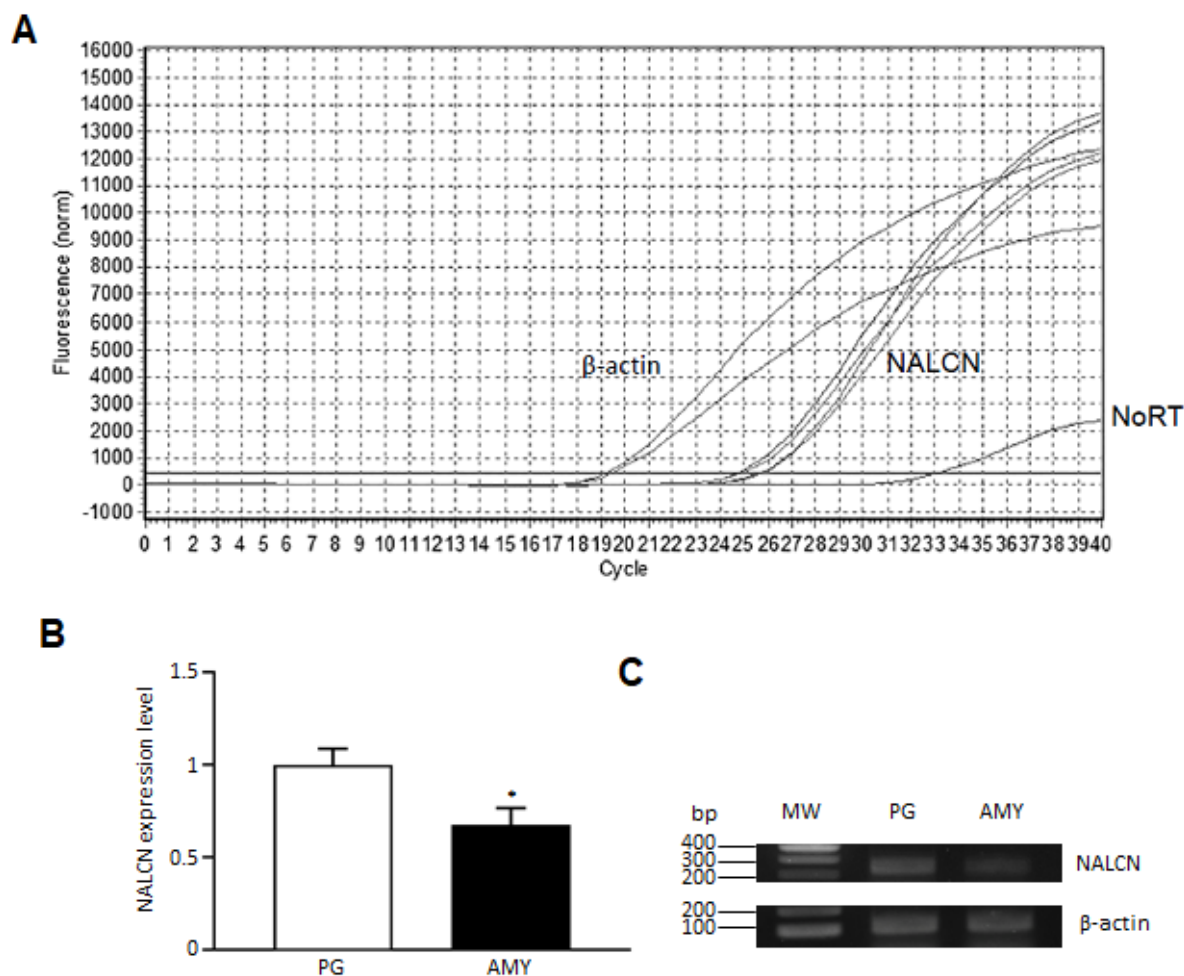 A
16000
15000
14000
13000
12000
11000
10000
9000
8000
7000
6000
5000
4000
3000
2000
1000
0
-1000
Fluorescence (norm)
β-actin
NALCN
NoRT
0 1 2 3 4 5 6 7 8 9 10 11 12 13 14 15 16 17 18 19 20 21 22 23 24 25 26 27 28 29 30 31 32 33 34 35 36 37 38 39 40
Cycle
B
1.5
1
0.5
0
NALCN expression level
*
PG AMY
C
bp MW PG AMY
400
300
200
NALCN
200
100
β-actin